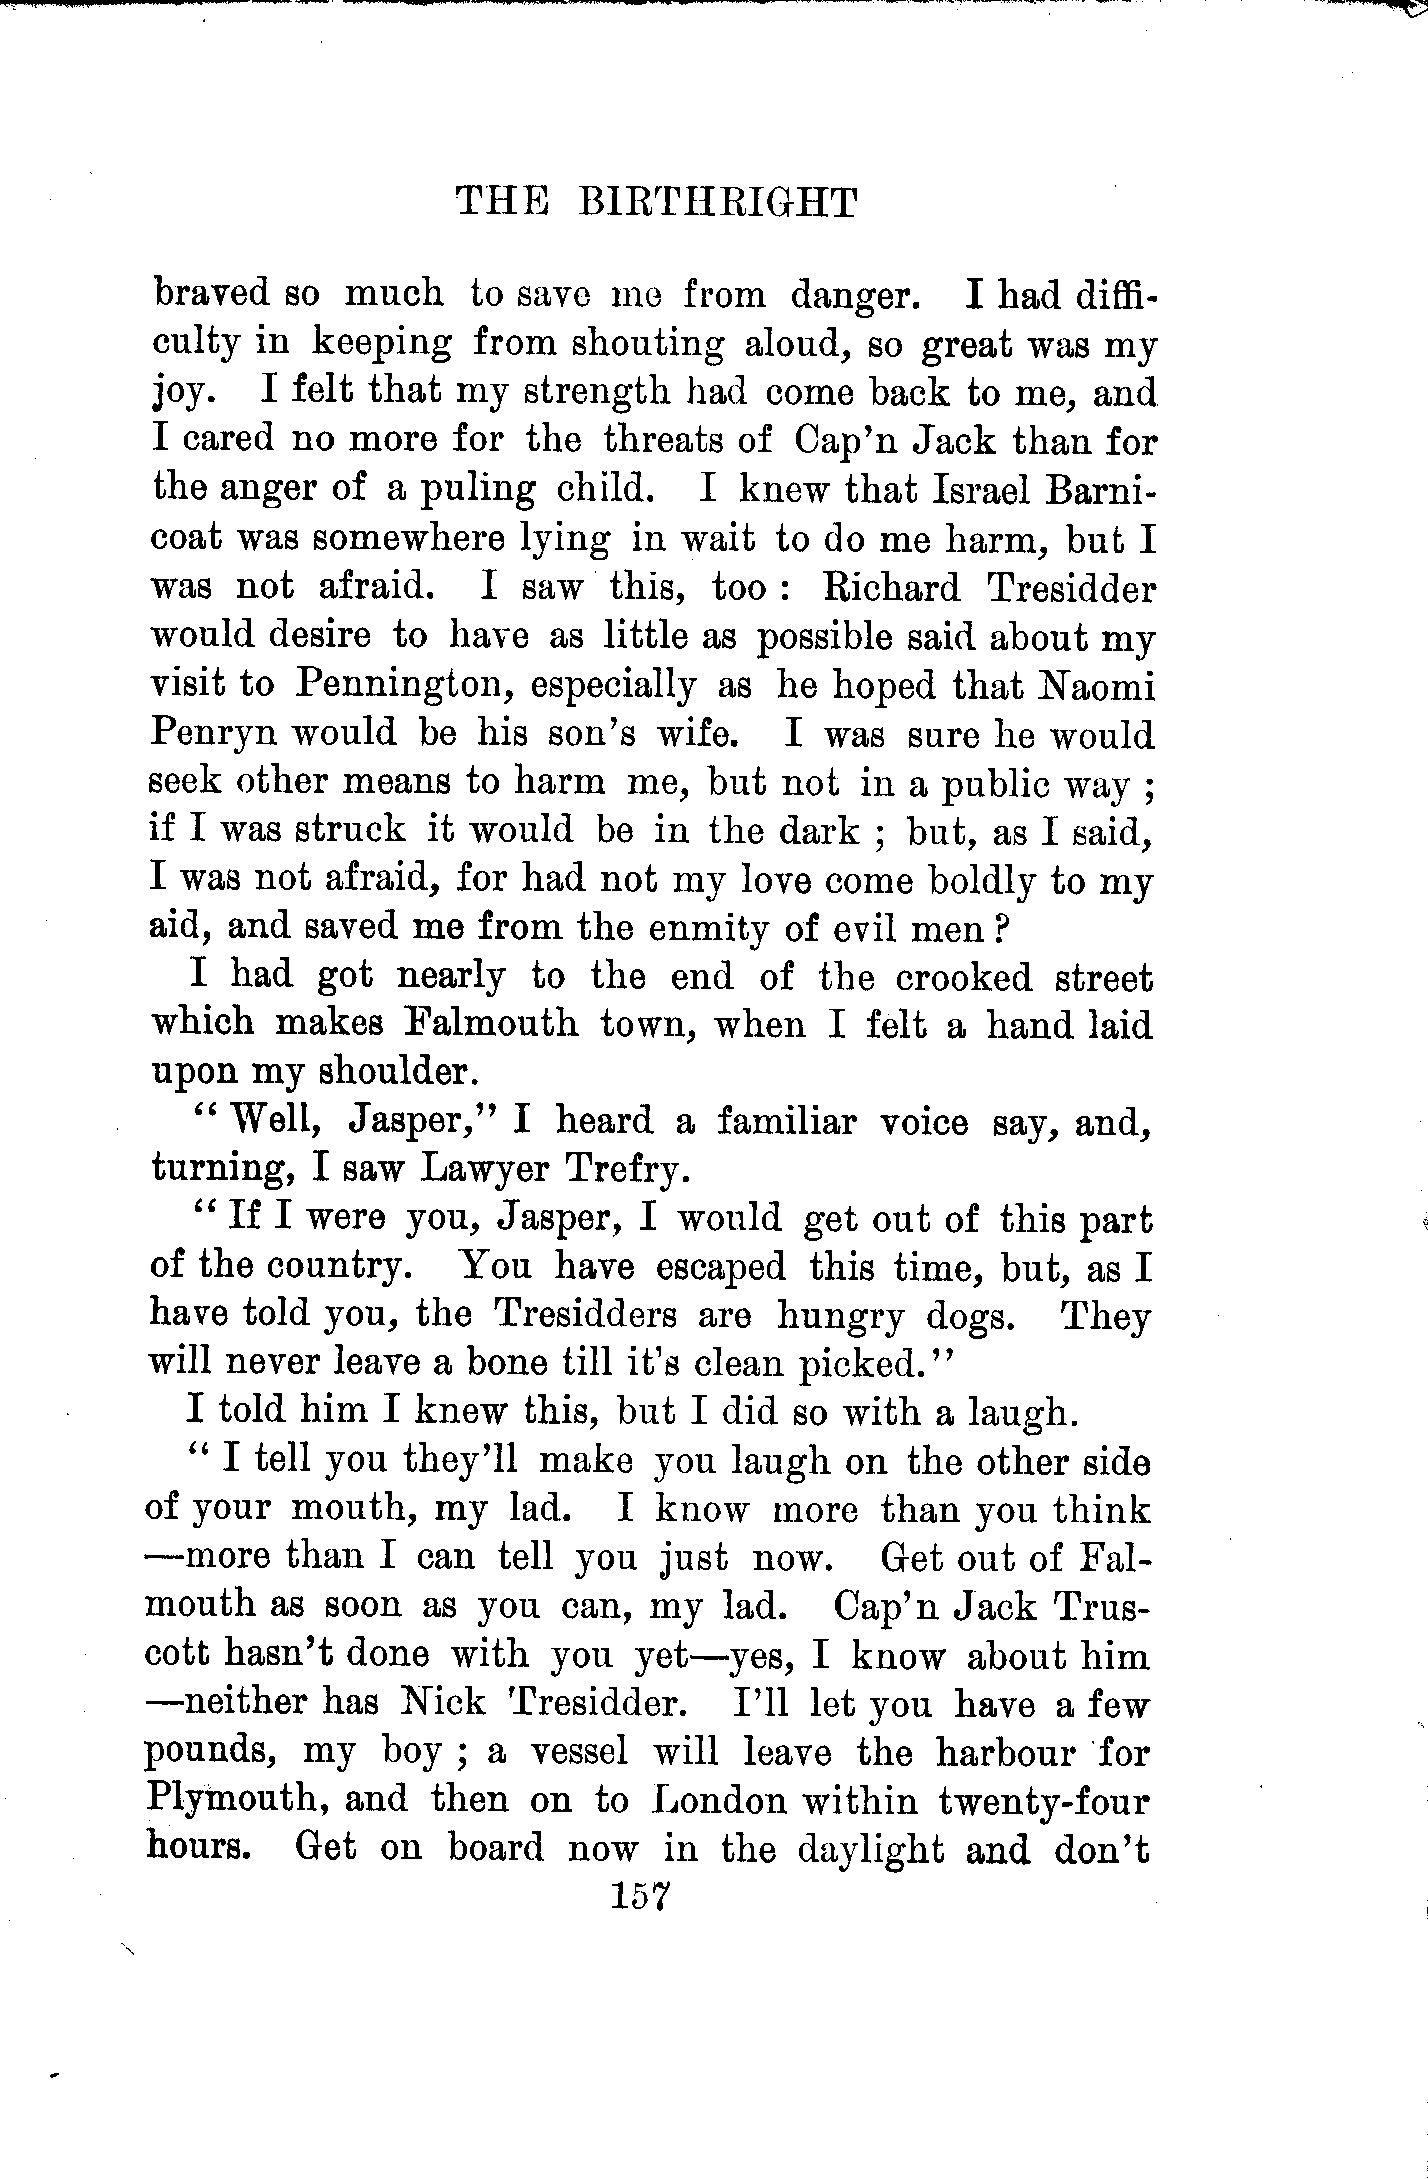 THE BIRTHRIGHT
braved so much to save me from danger. I had diffi-
culty in keeping from shouting aloud, so great was my
joy. I felt that my strength had come back to me, and
I cared no more for the threats of Cap'n Jack than for
the anger of a puling child. I knew that Israel Barni-
coat was somewhere lying in wait to do me harm, but I
was not afraid. I saw this, too : Richard Tresidder
would desire to have as little as possible said about my
visit to Pennington, especially as he hoped that Naomi
Penryn would be his son's wife. I was sure he would
seek other means to harm me, but not in a public way ;
if I was struck it would be in the dark ; but, as I said,
I was not afraid, for had not my love come boldly to my
aid, and saved me from the enmity of evil men ?
I had got nearly to the end of the crooked street
which makes Falmouth town, when I felt a hand laid
upon my shoulder.
“ Well, Jasper,” I heard a familiar voice say, and,
turning, I saw Lawyer Trefry.
“ If I were you, Jasper, I would get out of this part
of the country. You have escaped this time, but, as I
have told you, the Tresidders are hungry dogs. They
will never leave a bone till it's clean picked.”
I told him I knew this, but I did so with a laugh.
“ I tell you they'll make you laugh on the other side
of your mouth, my lad. I know more than you think
—more than I can tell you just now. Get out of Fal-
mouth as soon as you can, my lad. Cap'n Jack Trus-
cott hasn't done with you yet—yes, I know about him
—neither has Nick Tresidder. I'll let you have a few
pounds, my boy ; a vessel will leave the harbour for
Plymouth, and then on to London within twenty-four
hours. Get on board now in the daylight and don't
157